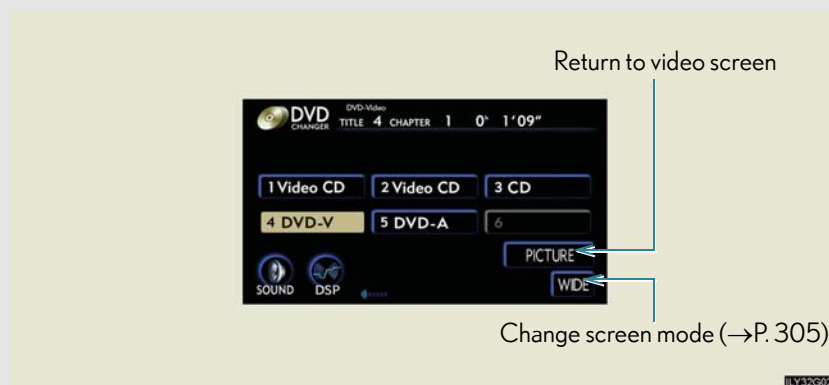 Return to video screen
DVD CHANGER
DVD-Video
TITLE 4 CHAPTER 1 0h 1'09"
1 Video CD 2 Video CD 3 CD
4 DVD-V 5 DVD-A 6
PICTURE
SOUND DSP WIDE
Change screen mode (→P. 305)